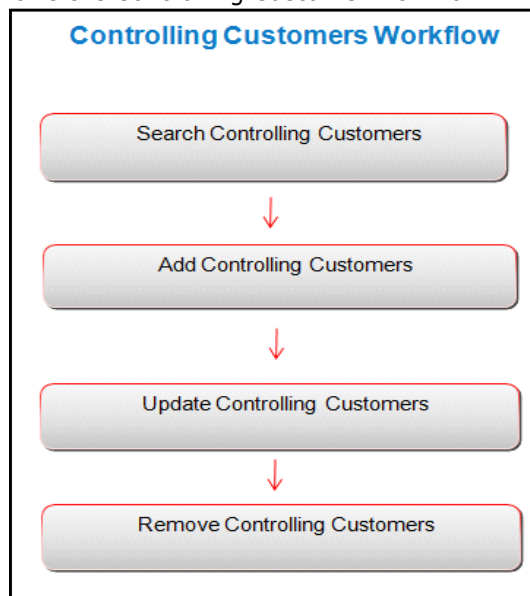 Controlling Customers Workflow
Search Controlling Customers
Add Controlling Customers
Update Controlling Customers
Remove Controlling Customers